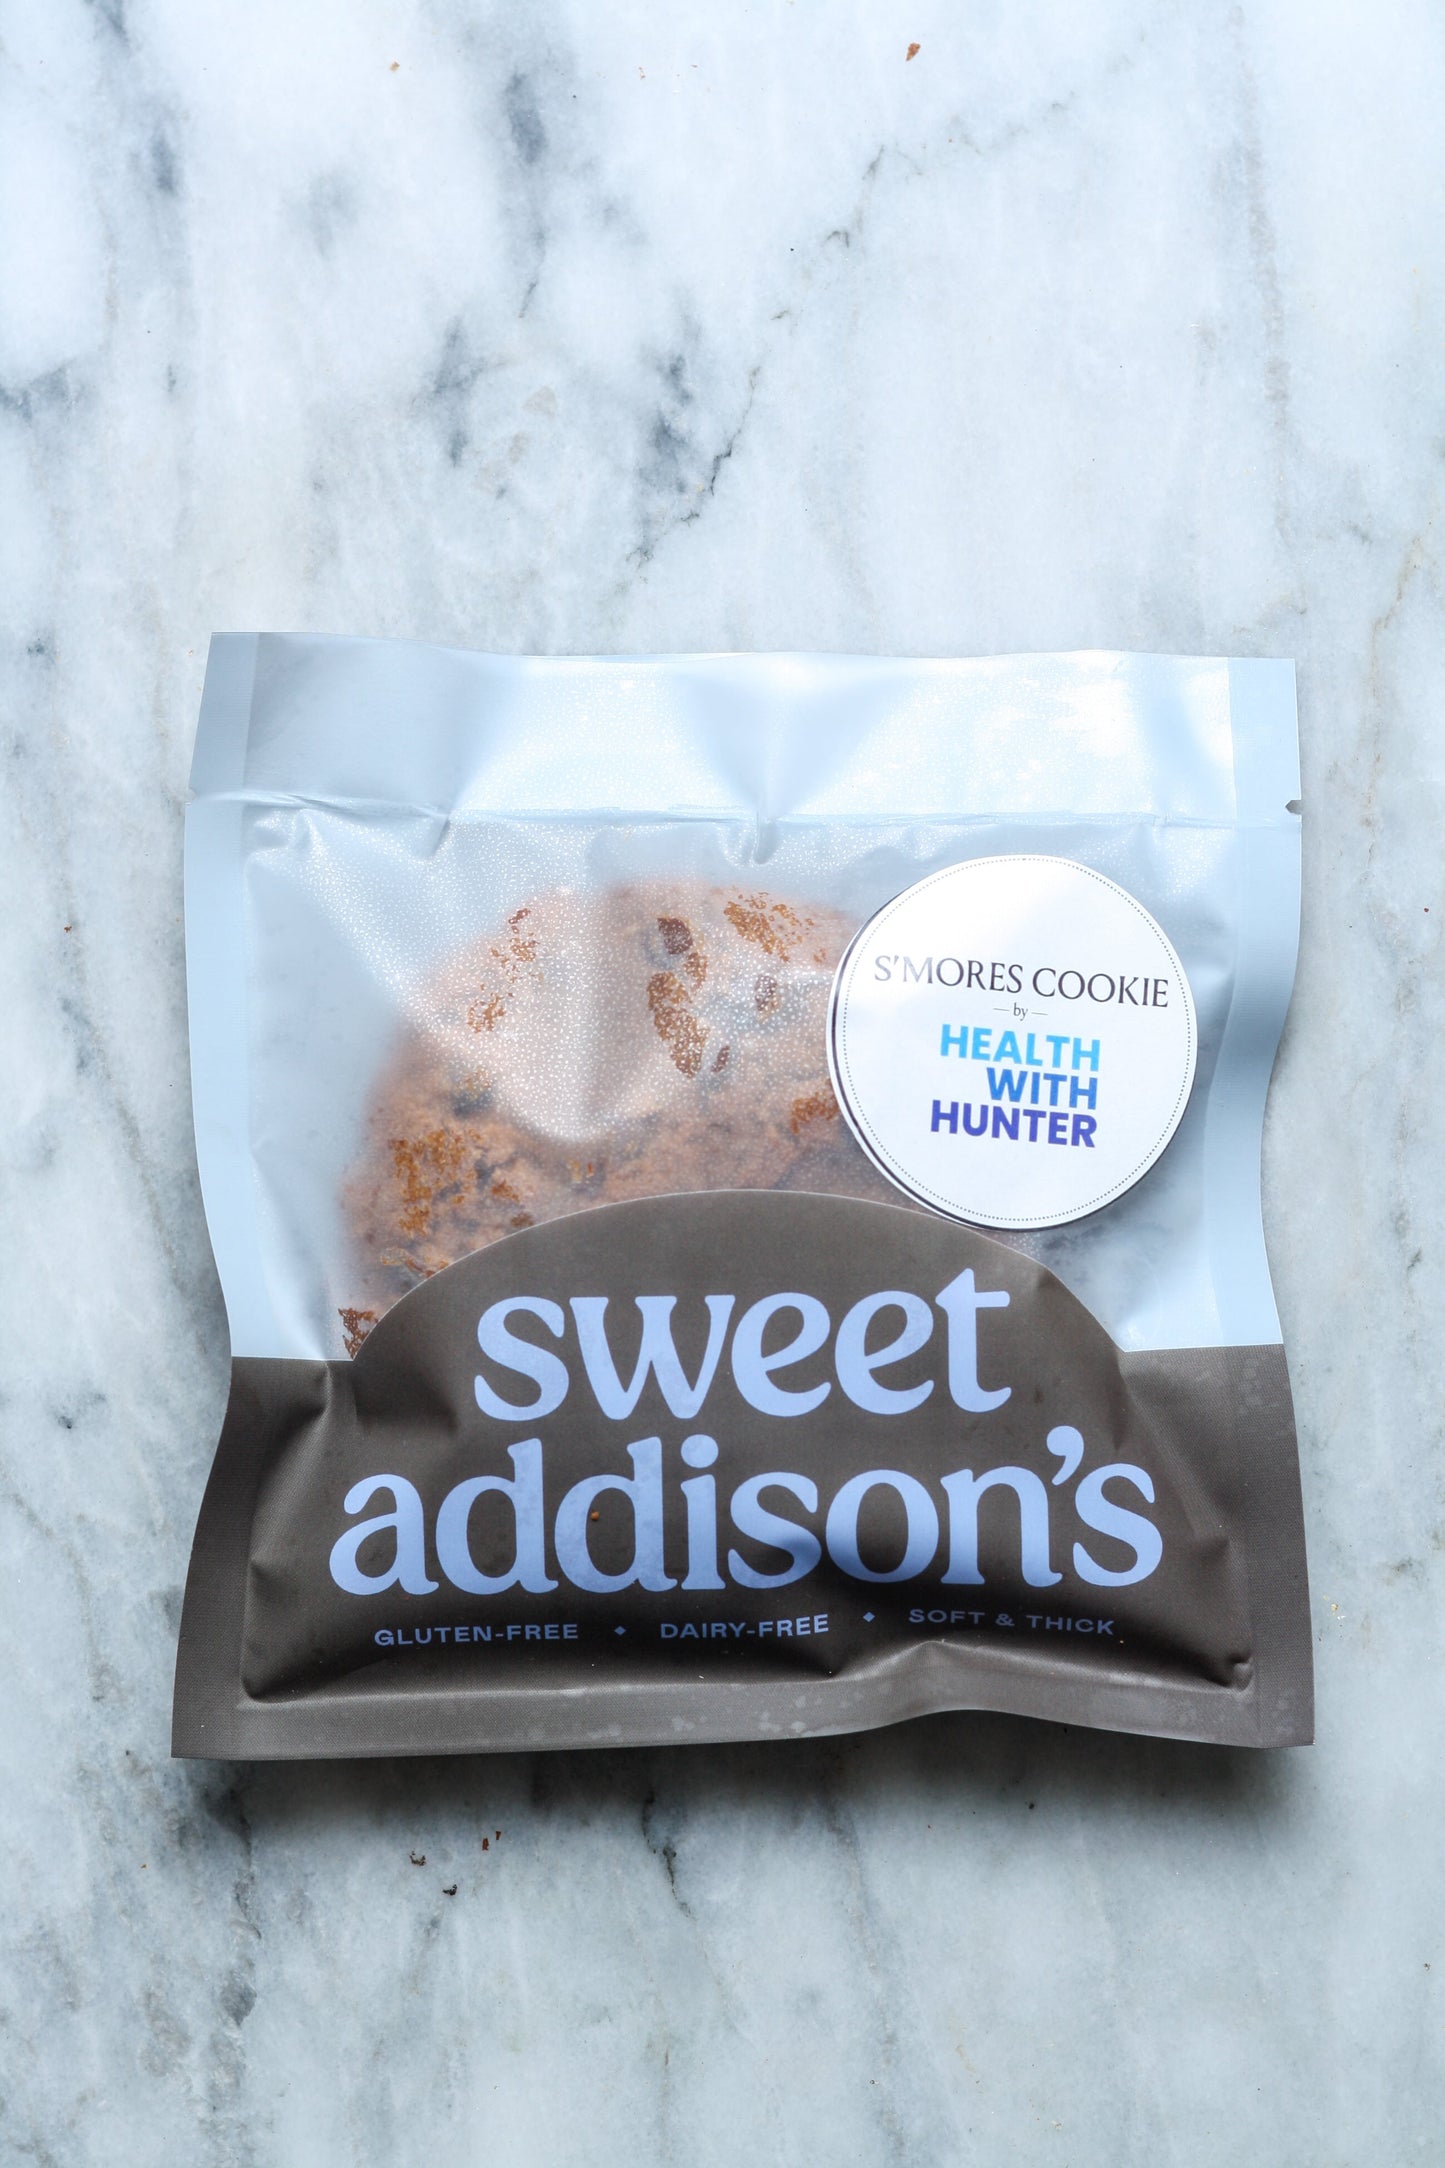 S'MORES COOKIE
— by —
HEALTH
WITH
HUNTER
sweet
addison's
GLUTEN-FREE ◆ DAIRY-FREE ◆ SOFT & THICK